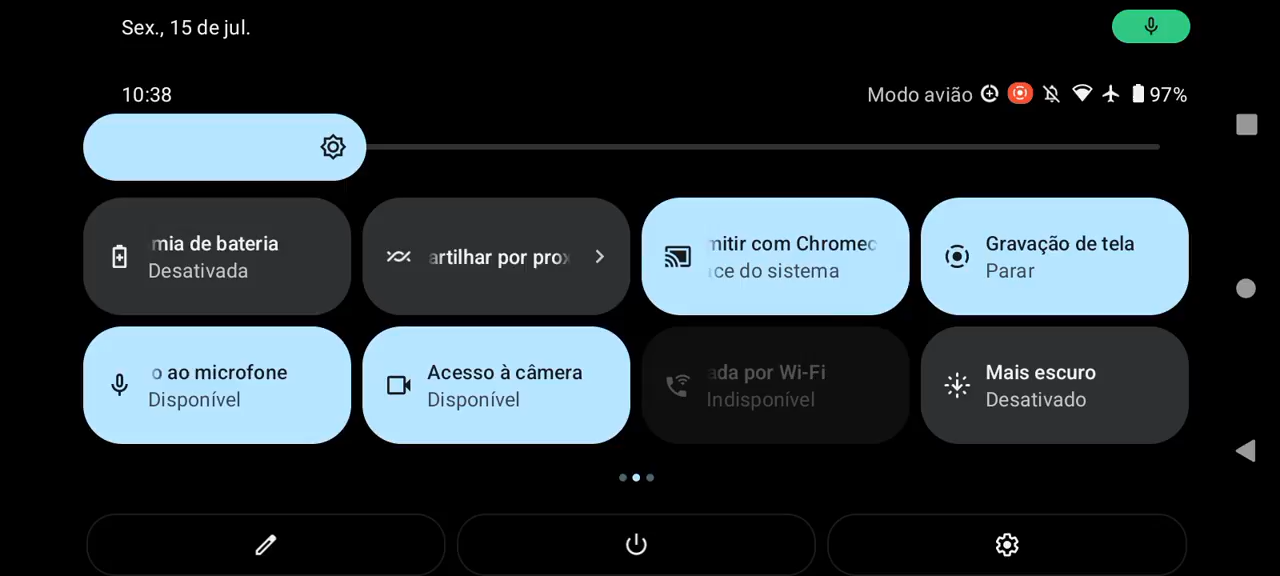 Sex., 15 de jul.
10:38
Modo avião 97%
mia de bateria
Desativada
artilhar por prox
mitir com Chromec
ce do sistema
Gravação de tela
Parar
o ao microfone
Disponível
Acesso à câmera
Disponível
ada por Wi-Fi
Indisponível
Mais escuro
Desativado